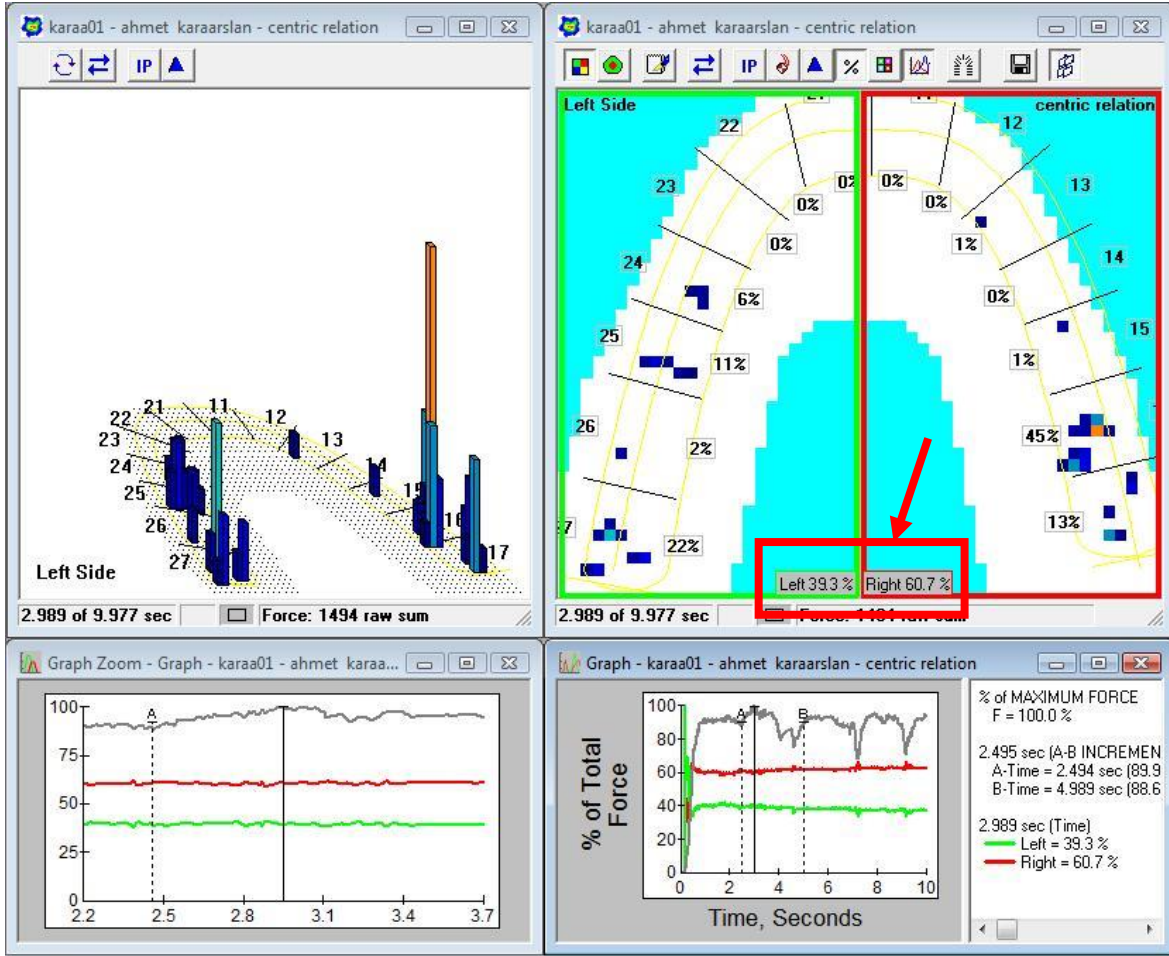 karaa01 - ahmet karaarslan - centric relation
IP
21
11
22
12
23
13
24
14
25
15
26
16
27
17
Left Side
2.989 of 9.977 sec
Force: 1494 raw sum
karaa01 - ahmet karaarslan - centric relation
IP
%
Left Side
centric relation
22
12
23
13
24
14
25
15
26
0%
0%
0%
0%
0%
1%
6%
0%
11%
1%
2%
45%
22%
13%
Left 39.3 %
Right 60.7 %
2.989 of 9.977 sec
Graph Zoom - Graph - karaa01 - ahmet karaa...
100
75
50
25
0
A
2.2
2.5
2.8
3.1
3.4
3.7
Graph - karaa01 - ahmet karaarslan - centric relation
% of Total
Force
100
80
60
40
20
0
A
B
0
2
4
6
8
10
Time, Seconds
% of MAXIMUM FORCE
F = 100.0 %
2.495 sec (A-B INCREMEN
A-Time = 2.494 sec (89.9
B-Time = 4.989 sec (88.6
2.989 sec (Time)
Left = 39.3 %
Right = 60.7 %